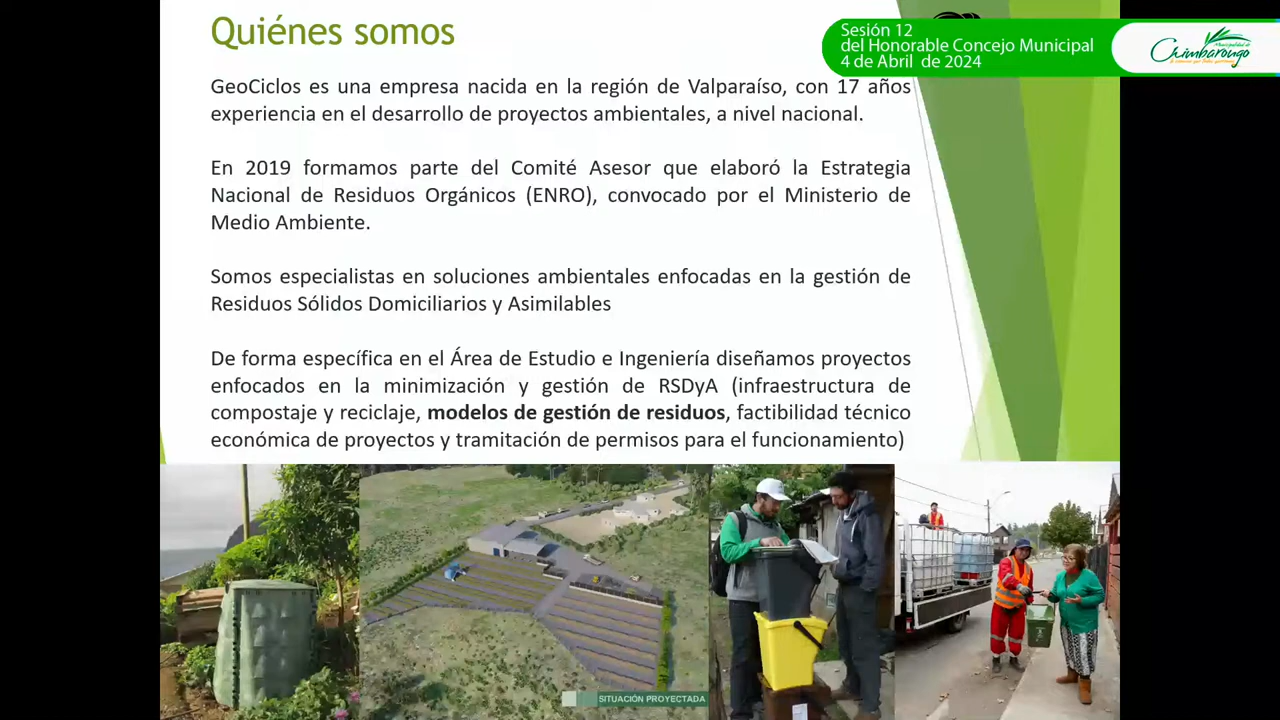 Quiénes somos
Sesión 12
del Honorable Concejo Municipal
4 de Abril de 2024
Municipalidad de
Chimbarongo
GeoCiclos es una empresa nacida en la región de Valparaíso, con 17 años
experiencia en el desarrollo de proyectos ambientales, a nivel nacional.
En 2019 formamos parte del Comité Asesor que elaboró la Estrategia
Nacional de Residuos Orgánicos (ENRO), convocado por el Ministerio de
Medio Ambiente.
Somos especialistas en soluciones ambientales enfocadas en la gestión de
Residuos Sólidos Domiciliarios y Asimilables
De forma específica en el Área de Estudio e Ingeniería diseñamos proyectos
enfocados en la minimización y gestión de RSDyA (infraestructura de
compostaje y reciclaje, modelos de gestión de residuos, factibilidad técnico
económica de proyectos y tramitación de permisos para el funcionamiento)
SITUACIÓN PROYECTADA